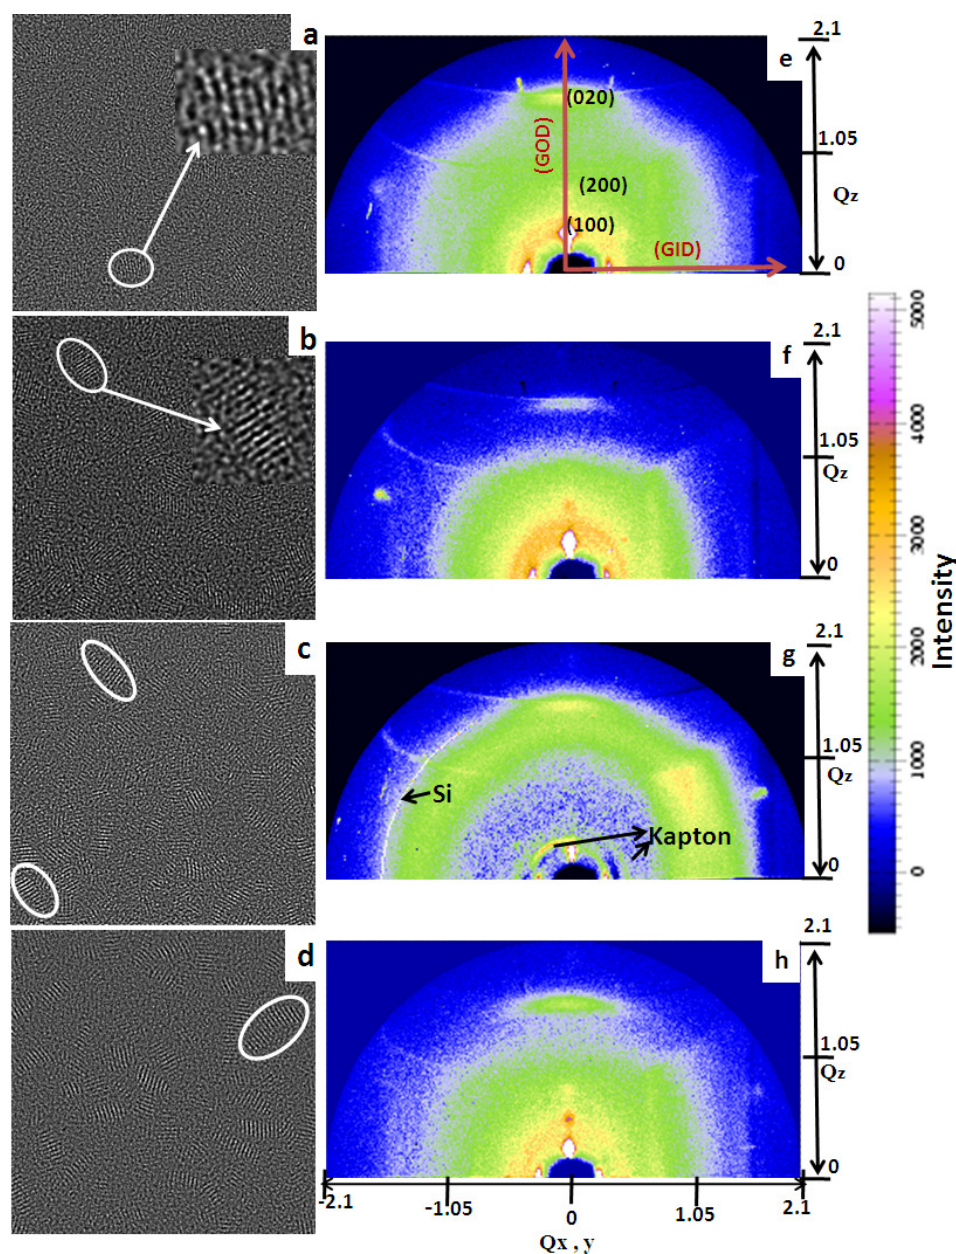 a
b
c
d
e
2.1
(020)
(GOD)
1.05
Qz
(200)
(100)
(GID)
0
f
2.1
1.05
Qz
0
g
2.1
1.05
Qz
Si
Kapton
0
h
2.1
1.05
Qz
0
-2.1
-1.05
0
1.05
2.1
Qx , y
5000
4000
3000
2000
1000
0
Intensity